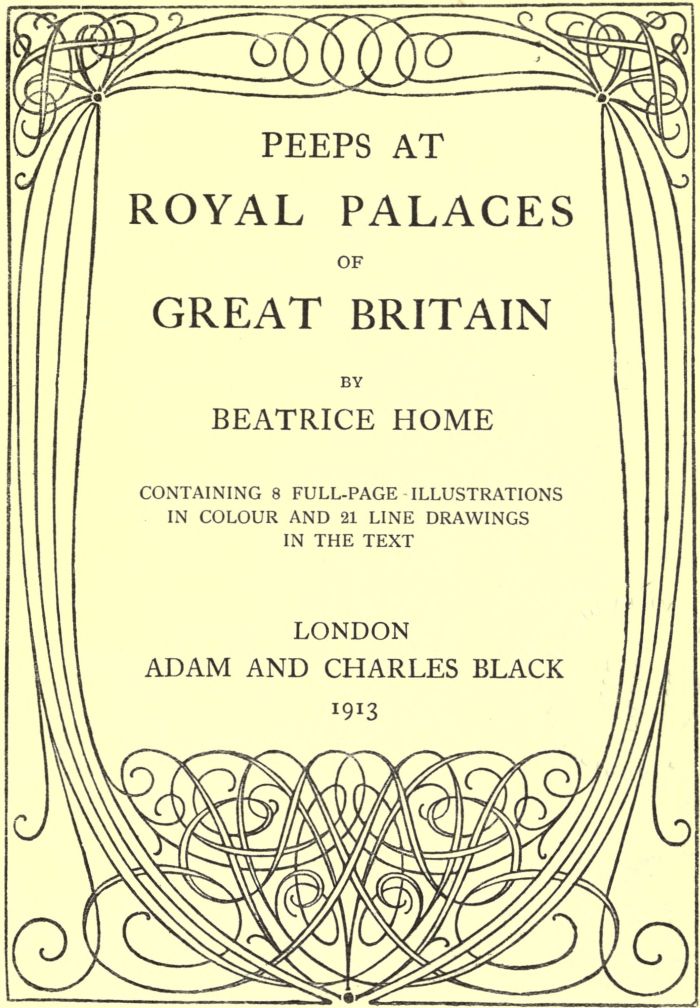 PEEPS AT
ROYAL PALACES
OF
GREAT BRITAIN
BY
BEATRICE HOME
CONTAINING 8 FULL-PAGE ILLUSTRATIONS
IN COLOUR AND 21 LINE DRAWINGS
IN THE TEXT
LONDON
ADAM AND CHARLES BLACK
1913